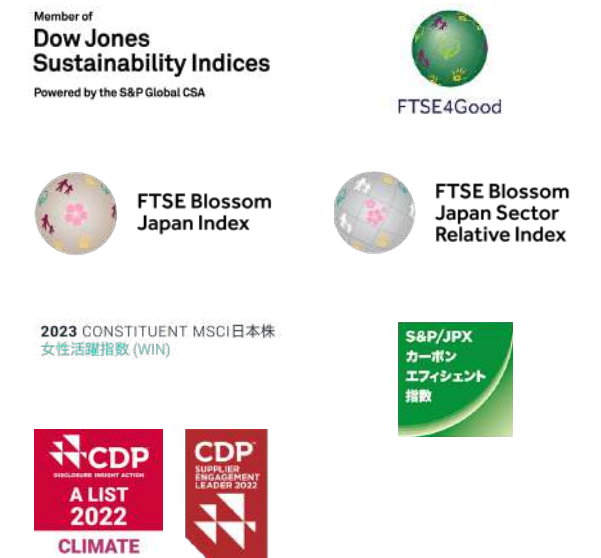 Member of
Dow Jones
Sustainability Indices
Powered by the S&P Global CSA
FTSE4Good
FTSE Blossom
Japan Index
FTSE Blossom
Japan Sector
Relative Index
2023 CONSTITUENT MSCI日本株
女性活躍指数 (WIN)
S&P/JPX
カーボン
エフィシェント
指数
CDP
DISCLOSURE INSIGHT ACTION
A LIST
2022
CLIMATE
CDP
SUPPLIER
ENGAGEMENT
LEADER 2022